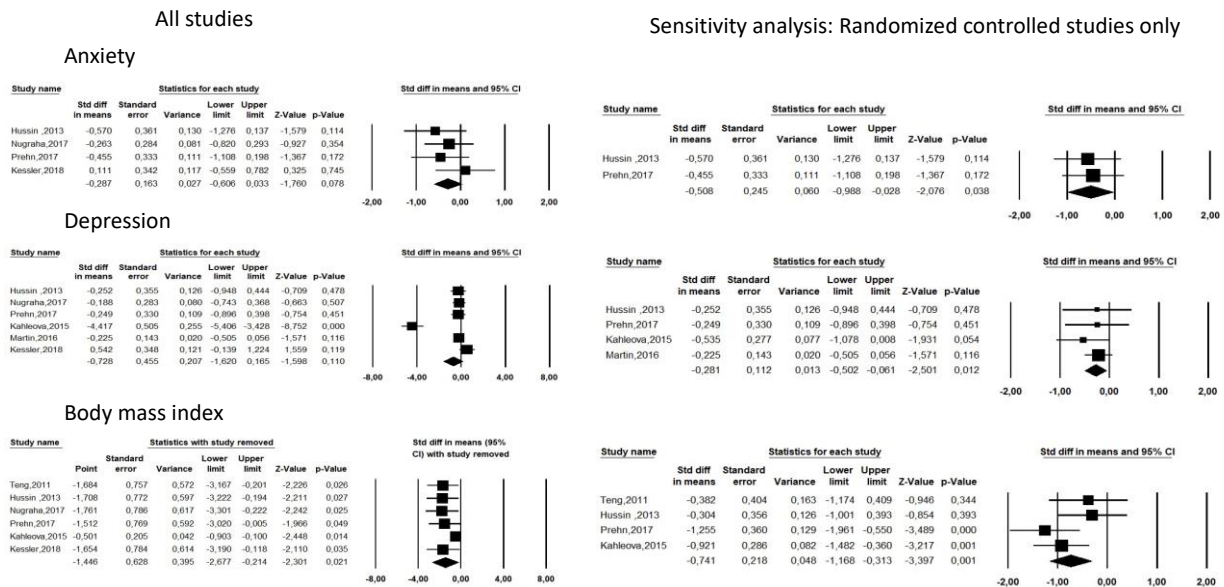 All studies
Anxiety
Study name Statistics for each study Std diff in means and 95% CI
Std diff in means Standard error Variance Lower limit Upper limit Z-Value p-Value
Hussin ,2013 -0,570 0,361 0,130 -1,276 0,137 -1,579 0,114
Nugraha,2017 -0,263 0,284 0,081 -0,820 0,293 -0,927 0,354
Prehn,2017 -0,455 0,333 0,111 -1,108 0,198 -1,367 0,172
Kessler,2018 0,111 0,342 0,117 -0,559 0,782 0,325 0,745
-0,287 0,163 0,027 -0,606 0,033 -1,760 0,078
-2,00 -1,00 0,00 1,00 2,00
Depression
Study name Statistics for each study Std diff in means and 95% CI
Std diff in means Standard error Variance Lower limit Upper limit Z-Value p-Value
Hussin ,2013 -0,252 0,355 0,126 -0,948 0,444 -0,709 0,478
Nugraha,2017 -0,188 0,283 0,080 -0,743 0,368 -0,663 0,507
Prehn,2017 -0,249 0,330 0,109 -0,896 0,398 -0,754 0,451
Kahleova,2015 -4,417 0,505 0,255 -5,406 -3,428 -8,752 0,000
Martin,2016 -0,225 0,143 0,020 -0,505 0,056 -1,571 0,116
Kessler,2018 0,542 0,348 0,121 -0,139 1,224 1,559 0,119
-0,728 0,455 0,207 -1,620 0,165 -1,598 0,110
-8,00 -4,00 0,00 4,00 8,00
Body mass index
Study name Statistics with study removed Std diff in means (95% CI) with study removed
Point Standard error Variance Lower limit Upper limit Z-Value p-Value
Teng,2011 -1,684 0,757 0,572 -3,167 -0,201 -2,226 0,026
Hussin ,2013 -1,708 0,772 0,597 -3,222 -0,194 -2,211 0,027
Nugraha,2017 -1,761 0,786 0,617 -3,301 -0,222 -2,242 0,025
Prehn,2017 -1,512 0,769 0,592 -3,020 -0,005 -1,966 0,049
Kahleova,2015 -0,501 0,205 0,042 -0,903 -0,100 -2,448 0,014
Kessler,2018 -1,654 0,784 0,614 -3,190 -0,118 -2,110 0,035
-1,446 0,628 0,395 -2,677 -0,214 -2,301 0,021
-8,00 -4,00 0,00 4,00 8,00
Sensitivity analysis: Randomized controlled studies only
Study name Statistics for each study Std diff in means and 95% CI
Std diff in means Standard error Variance Lower limit Upper limit Z-Value p-Value
Hussin ,2013 -0,570 0,361 0,130 -1,276 0,137 -1,579 0,114
Prehn,2017 -0,455 0,333 0,111 -1,108 0,198 -1,367 0,172
-0,508 0,245 0,060 -0,988 -0,028 -2,076 0,038
-2,00 -1,00 0,00 1,00 2,00
Study name Statistics for each study Std diff in means and 95% CI
Std diff in means Standard error Variance Lower limit Upper limit Z-Value p-Value
Hussin ,2013 -0,252 0,355 0,126 -0,948 0,444 -0,709 0,478
Prehn,2017 -0,249 0,330 0,109 -0,896 0,398 -0,754 0,451
Kahleova,2015 -0,535 0,277 0,077 -1,078 0,008 -1,931 0,054
Martin,2016 -0,225 0,143 0,020 -0,505 0,056 -1,571 0,116
-0,281 0,112 0,013 -0,502 -0,061 -2,501 0,012
-2,00 -1,00 0,00 1,00 2,00
Study name Statistics for each study Std diff in means and 95% CI
Std diff in means Standard error Variance Lower limit Upper limit Z-Value p-Value
Teng,2011 -0,382 0,404 0,163 -1,174 0,409 -0,946 0,344
Hussin ,2013 -0,304 0,356 0,126 -1,001 0,393 -0,854 0,393
Prehn,2017 -1,255 0,360 0,129 -1,961 -0,550 -3,489 0,000
Kahleova,2015 -0,921 0,286 0,082 -1,482 -0,360 -3,217 0,001
-0,741 0,218 0,048 -1,168 -0,313 -3,397 0,001
-2,00 -1,00 0,00 1,00 2,00